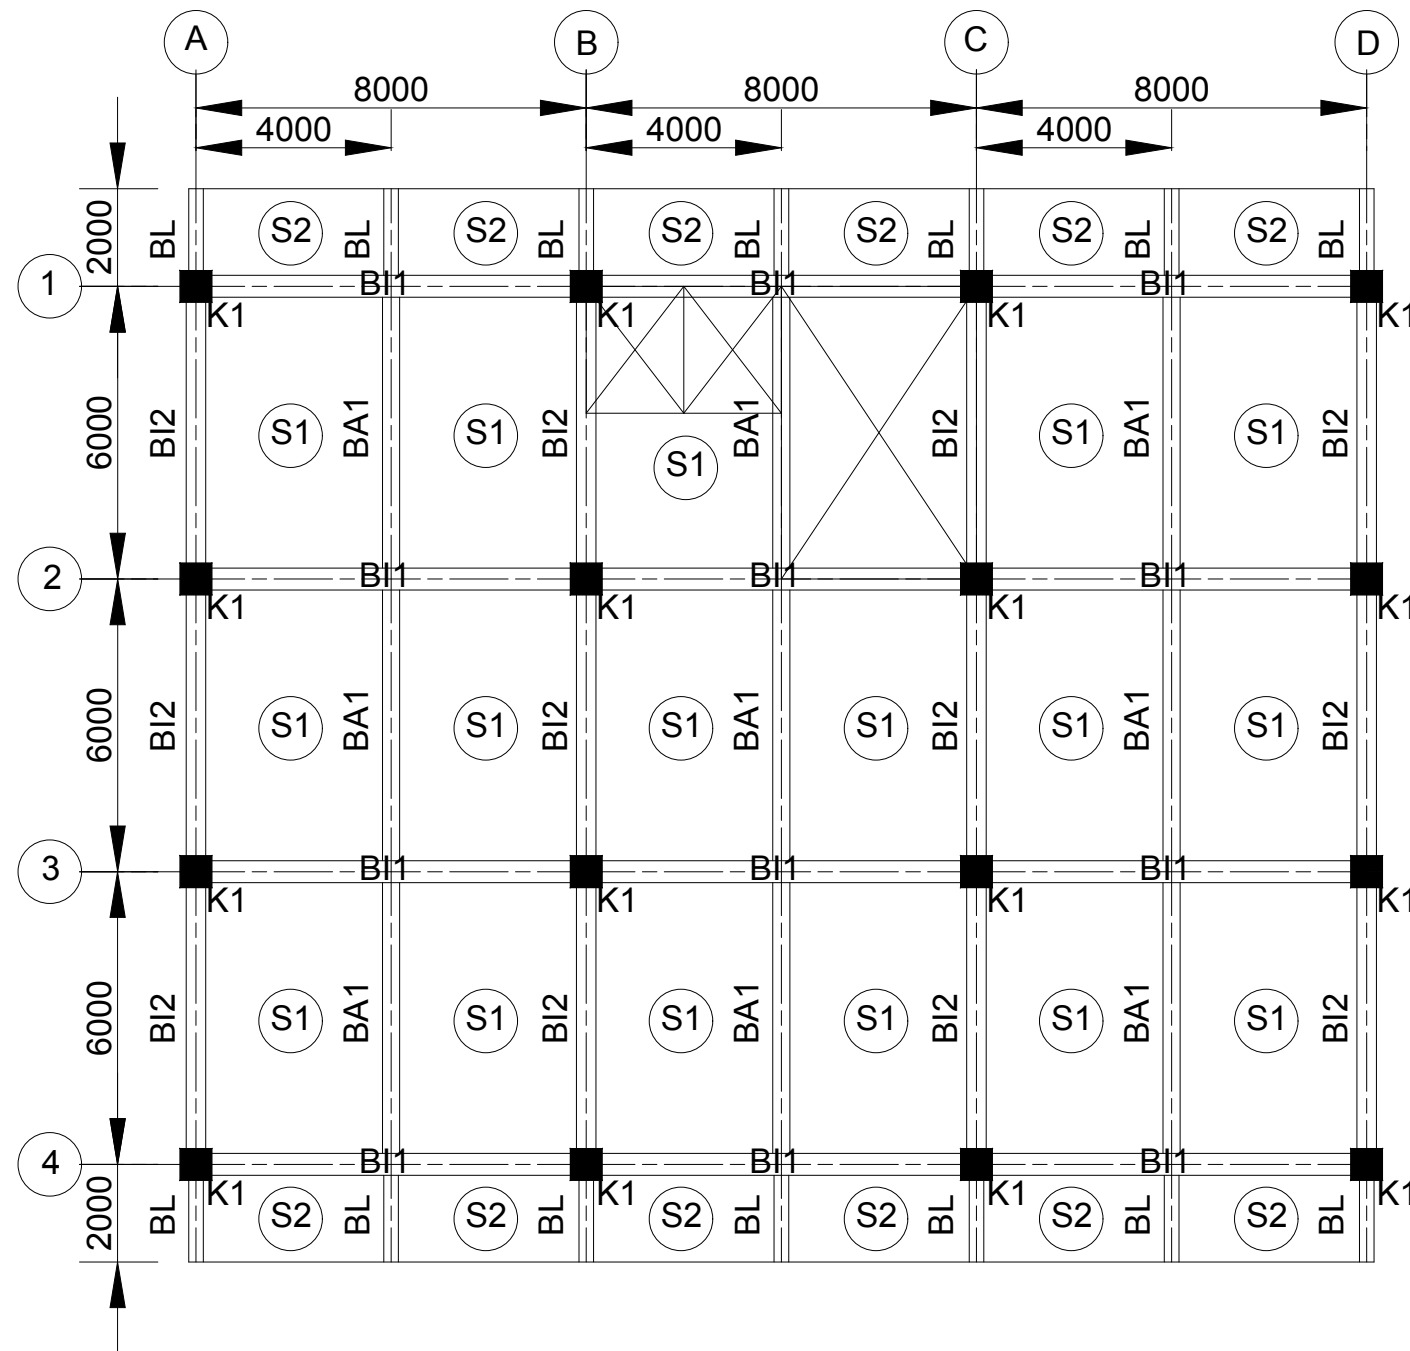 A B C D
8000 8000 8000
4000 4000 4000
2000
BL S2 BL S2 BL S2 BL S2 BL S2 BL S2 BL
1 BI1 BI1 BI1
K1 K1 K1 K1
6000 BI2 S1 BA1 S1 BI2 S1 BA1 BI2 S1 BA1 S1 BI2
2 BI1 BI1 BI1
K1 K1 K1 K1
6000 BI2 S1 BA1 S1 BI2 S1 BA1 S1 BI2 S1 BA1 S1 BI2
3 BI1 BI1 BI1
K1 K1 K1 K1
6000 BI2 S1 BA1 S1 BI2 S1 BA1 S1 BI2 S1 BA1 S1 BI2
4 BI1 BI1 BI1
K1 K1 K1 K1
2000 BL S2 BL S2 BL S2 BL S2 BL S2 BL S2 BL